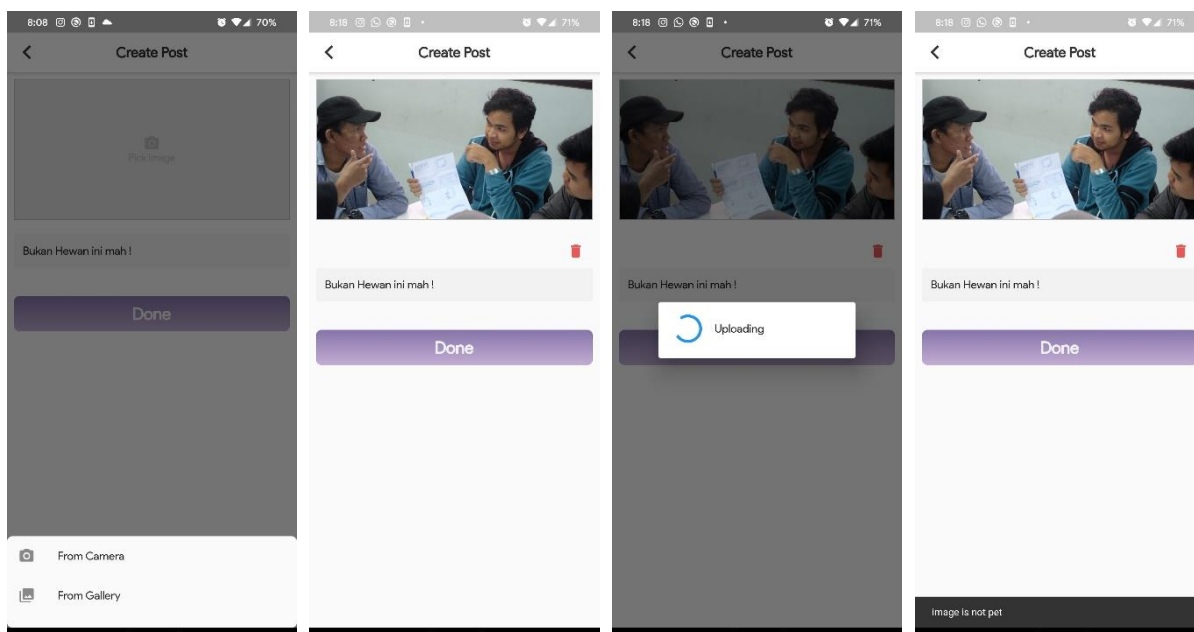 8:08
70%
Create Post
Pick Image
Bukan Hewan ini mah !
Done
From Camera
From Gallery
8:18
71%
Create Post
Bukan Hewan ini mah !
Done
8:18
71%
Create Post
Bukan Hewan ini mah !
Uploading
8:18
71%
Create Post
Bukan Hewan ini mah !
Done
image is not pet